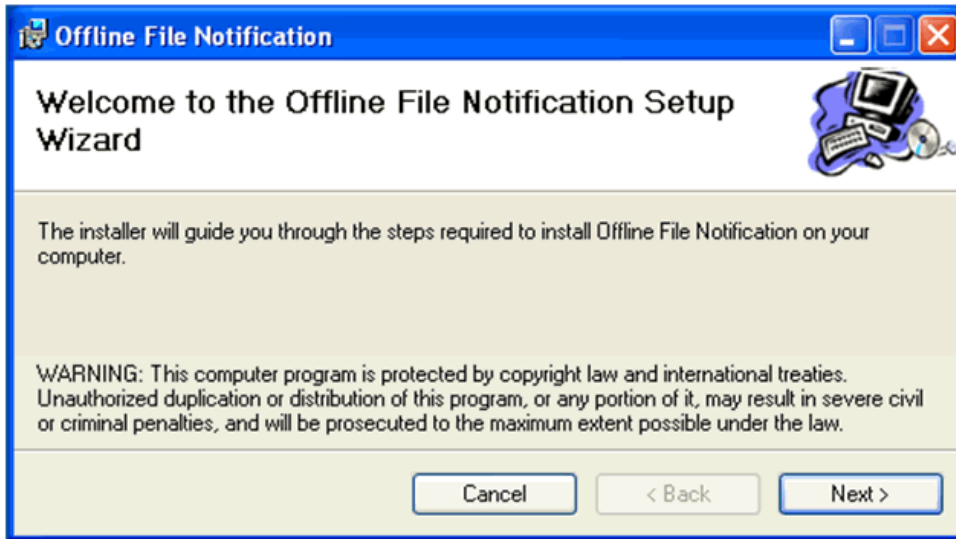 Offline File Notification
Welcome to the Offline File Notification Setup
Wizard
The installer will guide you through the steps required to install Offline File Notification on your
computer.
WARNING: This computer program is protected by copyright law and international treaties.
Unauthorized duplication or distribution of this program, or any portion of it, may result in severe civil
or criminal penalties, and will be prosecuted to the maximum extent possible under the law.
Cancel < Back Next >